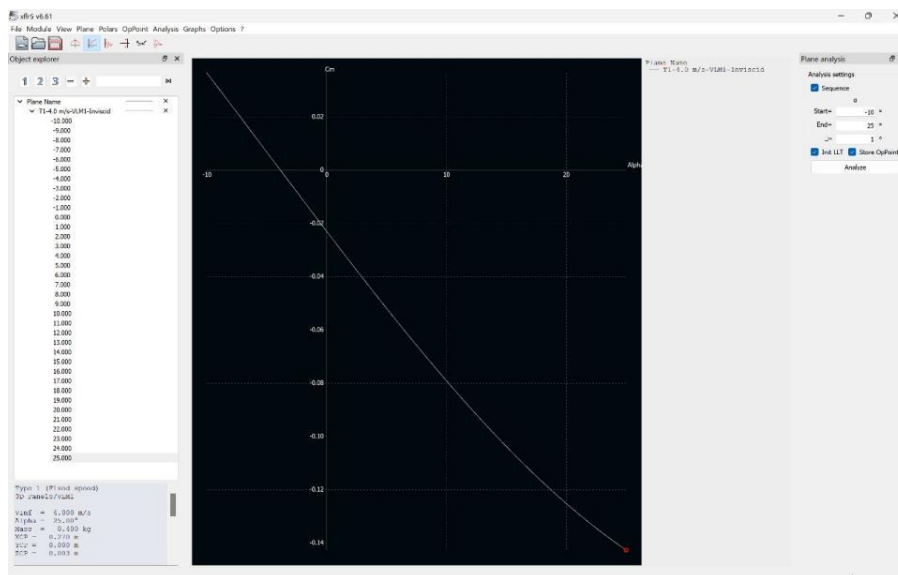 xflr5 v6.61
File Module View Plane Polars OpPoint Analysis Graphs Options ?
Object explorer
1 2 3
Plane Name
T1-4.0 m/s-VLM1-Inviscid
-10.000
-9.000
-8.000
-7.000
-6.000
-5.000
-4.000
-3.000
-2.000
-1.000
0.000
1.000
2.000
3.000
4.000
5.000
6.000
7.000
8.000
9.000
10.000
11.000
12.000
13.000
14.000
15.000
16.000
17.000
18.000
19.000
20.000
21.000
22.000
23.000
24.000
25.000
Type 1 (Fixed speed)
3D Panels/VLM1
Vinf = 4.000 m/s
Alpha = 25.00°
Mass = 0.400 kg
XCP = 0.270 m
YCP = 0.000 m
ZCP = 0.003 m
Cm
0.02
-10 0 10 20
Alpha
-0.02
-0.04
-0.06
-0.08
-0.10
-0.12
-0.14
Plane Name
T1-4.0 m/s-VLM1-Inviscid
Plane analysis
Analysis settings
Sequence
α
Start= -10 °
End= 25 °
Δ= 1 °
Init LLT Store OpPoint
Analyze